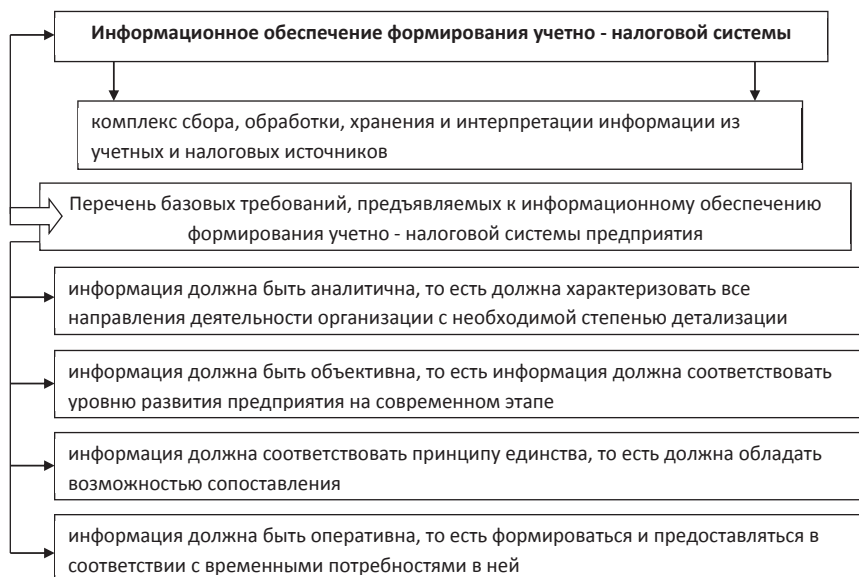 Информационное обеспечение формирования учетно - налоговой системы
комплекс сбора, обработки, хранения и интерпретации информации из
учетных и налоговых источников
Перечень базовых требований, предъявляемых к информационному обеспечению
формирования учетно - налоговой системы предприятия
информация должна быть аналитична, то есть должна характеризовать все
направления деятельности организации с необходимой степенью детализации
информация должна быть объективна, то есть информация должна соответствовать
уровню развития предприятия на современном этапе
информация должна соответствовать принципу единства, то есть должна обладать
возможностью сопоставления
информация должна быть оперативна, то есть формироваться и предоставляться в
соответствии с временными потребностями в ней